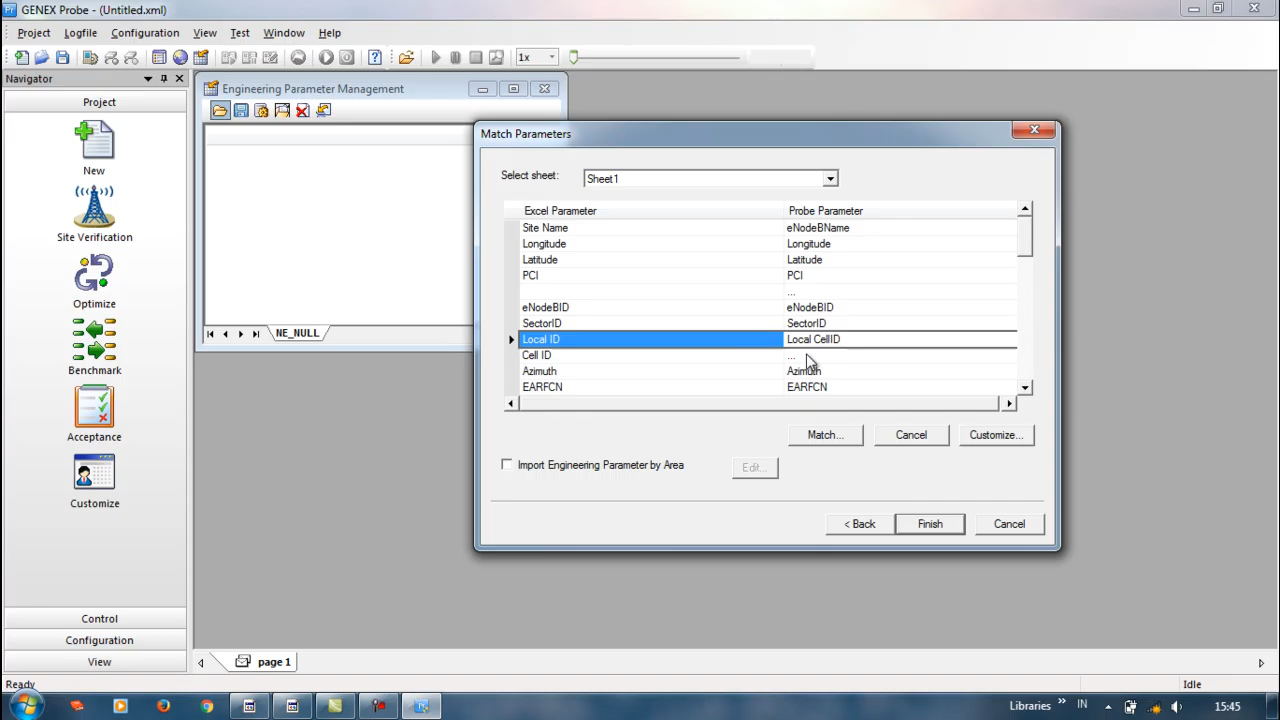 GENEX Probe - (Untitled.xml)
Project Logfile Configuration View Test Window Help
1x
Navigator
Project
New
Site Verification
Optimize
Benchmark
Acceptance
Customize
Control
Configuration
View
Engineering Parameter Management
NE_NULL
Match Parameters
Select sheet: Sheet1
Excel Parameter Probe Parameter
Site Name eNodeBName
Longitude Longitude
Latitude Latitude
PCI PCI
...
eNodeBID eNodeBID
SectorID SectorID
Local ID Local CellID
Cell ID ...
Azimuth Azimuth
EARFCN EARFCN
Match... Cancel Customize...
Import Engineering Parameter by Area Edit...
< Back Finish Cancel
page 1
Ready Idle
Libraries » IN 15:45